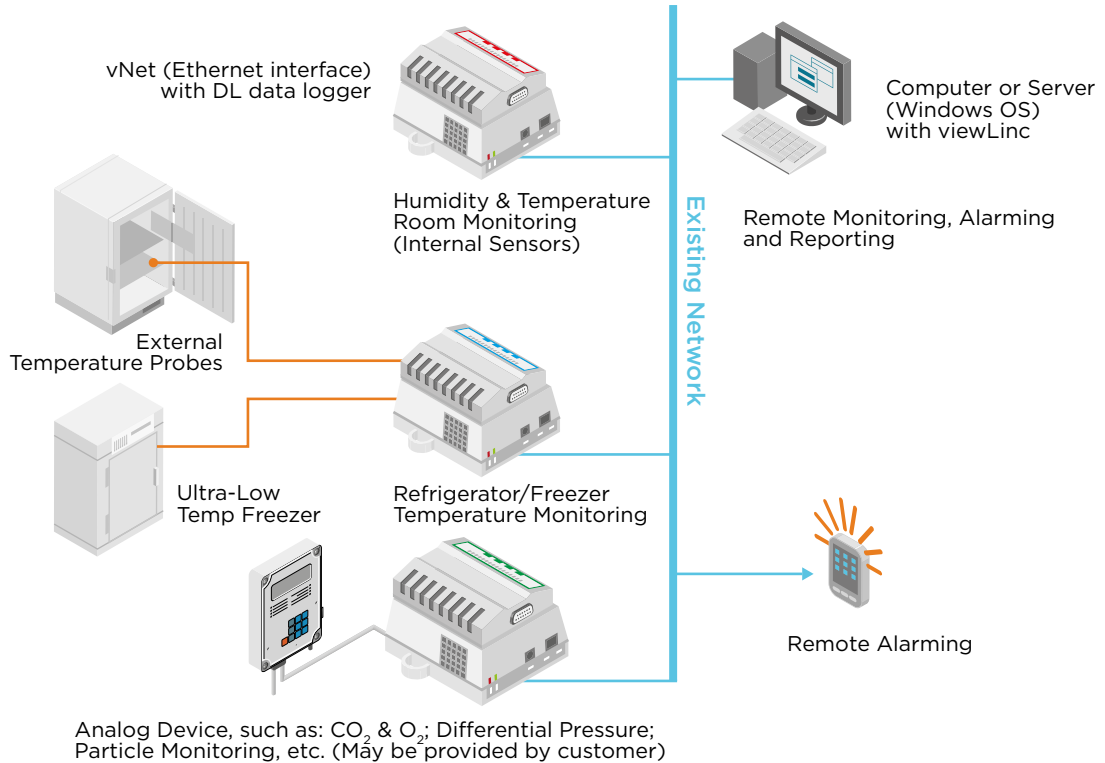 vNet (Ethernet interface)
with DL data logger
Computer or Server
(Windows OS)
with viewLinc
Humidity & Temperature
Room Monitoring
(Internal Sensors)
Existing Network
Remote Monitoring, Alarming
and Reporting
External
Temperature Probes
Ultra-Low
Temp Freezer
Refrigerator/Freezer
Temperature Monitoring
Remote Alarming
Analog Device, such as: CO₂ & O₂; Differential Pressure;
Particle Monitoring, etc. (May be provided by customer)